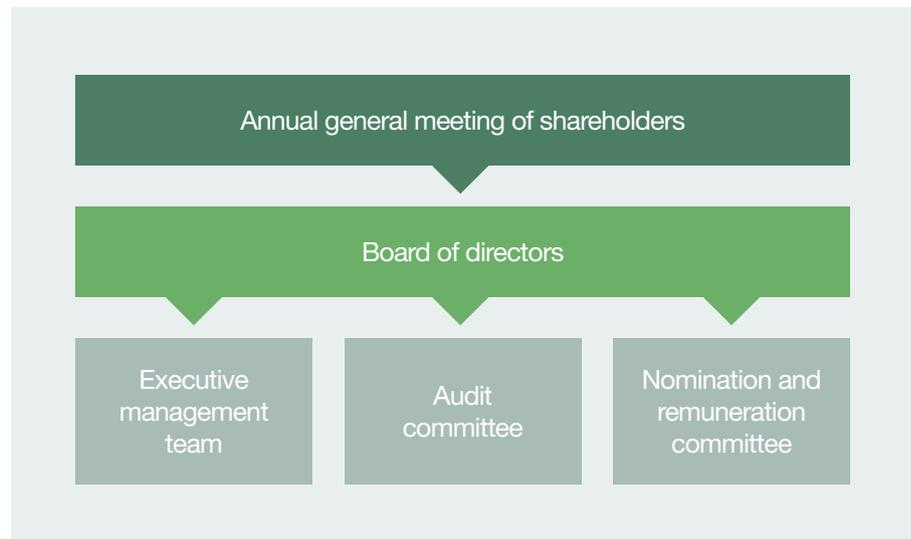 Annual general meeting of shareholders
Board of directors
Executive
management
team
Audit
committee
Nomination and
remuneration
committee